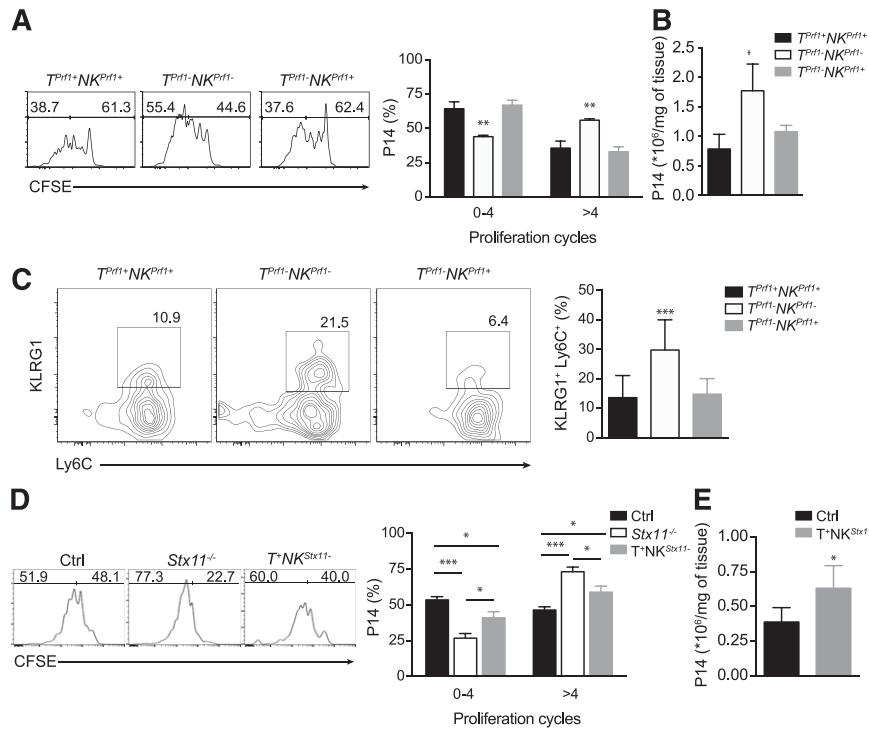 A
T^Prf1+NK^Prf1+
T^Prf1-NK^Prf1-
T^Prf1-NK^Prf1+
38.7 61.3
55.4 44.6
37.6 62.4
CFSE
P14 (%)
100
75
50
25
0
**
**
0-4
>4
Proliferation cycles
B
T^Prf1+NK^Prf1+
T^Prf1-NK^Prf1-
T^Prf1-NK^Prf1+
P14 (*10^6/mg of tissue)
2.5
2.0
1.5
1.0
0.5
0.0
C
T^Prf1+NK^Prf1+
T^Prf1-NK^Prf1-
T^Prf1-NK^Prf1+
10.9
21.5
6.4
KLRG1
Ly6C
KLRG1^+ Ly6C^+ (%)
50
40
30
20
10
0
***
T^Prf1+NK^Prf1+
T^Prf1-NK^Prf1-
T^Prf1-NK^Prf1+
D
Ctrl
Stx11^-/-
T^+NK^Stx11-
51.9 48.1
77.3 22.7
60.0 40.0
CFSE
P14 (%)
100
75
50
25
0
*
***
*
*
***
*
Ctrl
Stx11^-/-
T^+NK^Stx11-
0-4
>4
Proliferation cycles
E
Ctrl
T^+NK^Stx1
P14 (*10^6/mg of tissue)
1.00
0.75
0.50
0.25
0.00
*